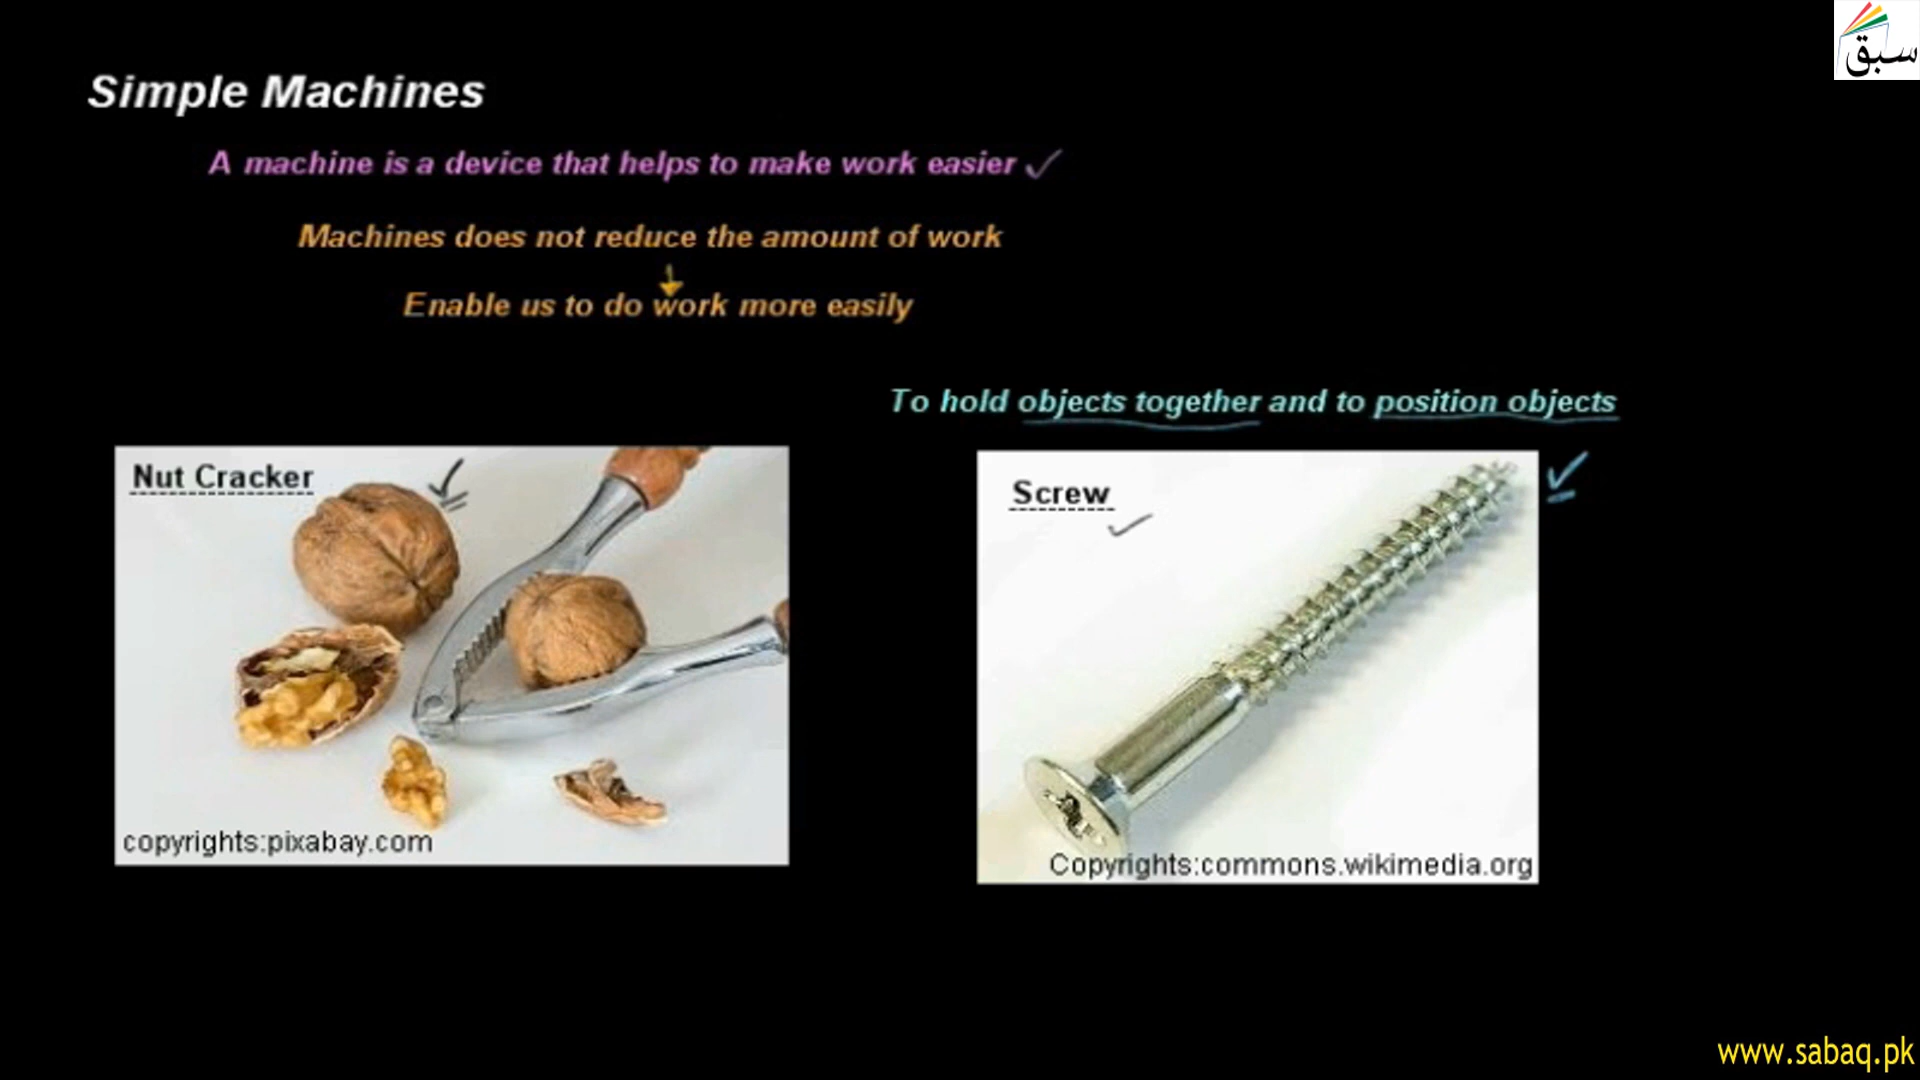 سبق
Simple Machines
A machine is a device that helps to make work easier
Machines does not reduce the amount of work
Enable us to do work more easily
To hold objects together and to position objects
Nut Cracker
Screw
copyrights:pixabay.com
Copyrights:commons.wikimedia.org
www.sabaq.pk